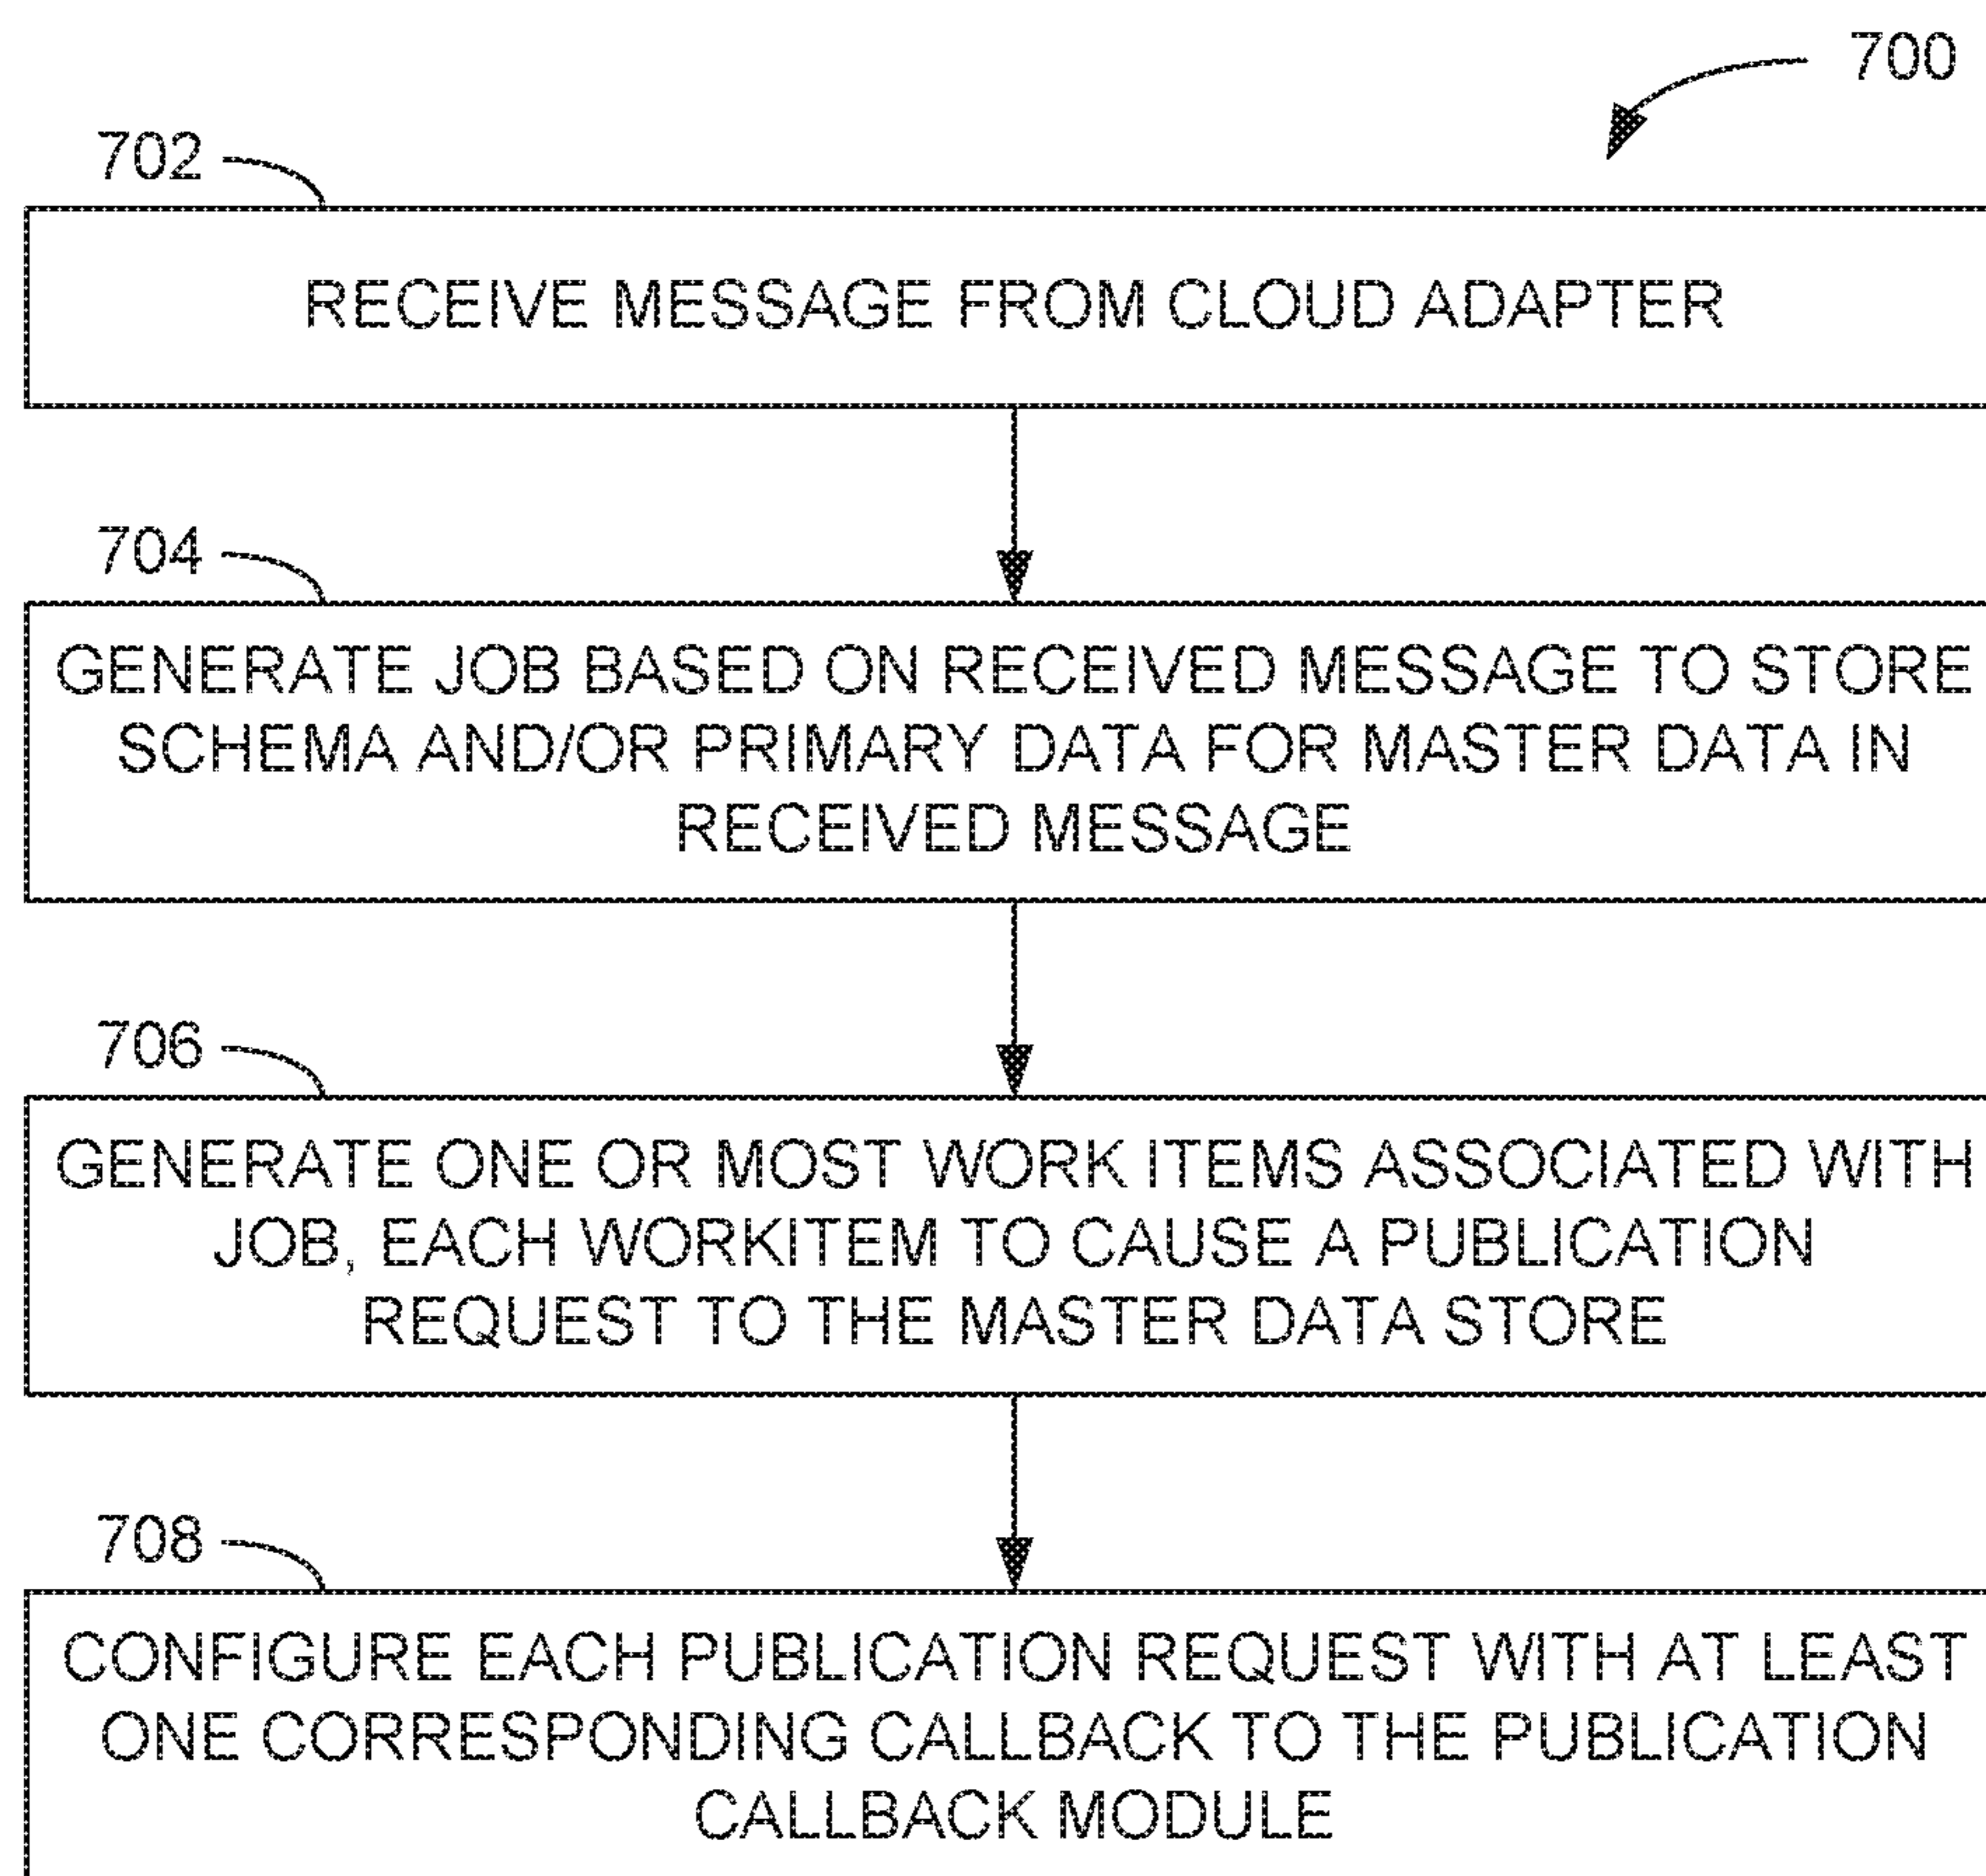 700
702
RECEIVE MESSAGE FROM CLOUD ADAPTER
704
GENERATE JOB BASED ON RECEIVED MESSAGE TO STORE
SCHEMA AND/OR PRIMARY DATA FOR MASTER DATA IN
RECEIVED MESSAGE
706
GENERATE ONE OR MOST WORK ITEMS ASSOCIATED WITH
JOB, EACH WORKITEM TO CAUSE A PUBLICATION
REQUEST TO THE MASTER DATA STORE
708
CONFIGURE EACH PUBLICATION REQUEST WITH AT LEAST
ONE CORRESPONDING CALLBACK TO THE PUBLICATION
CALLBACK MODULE